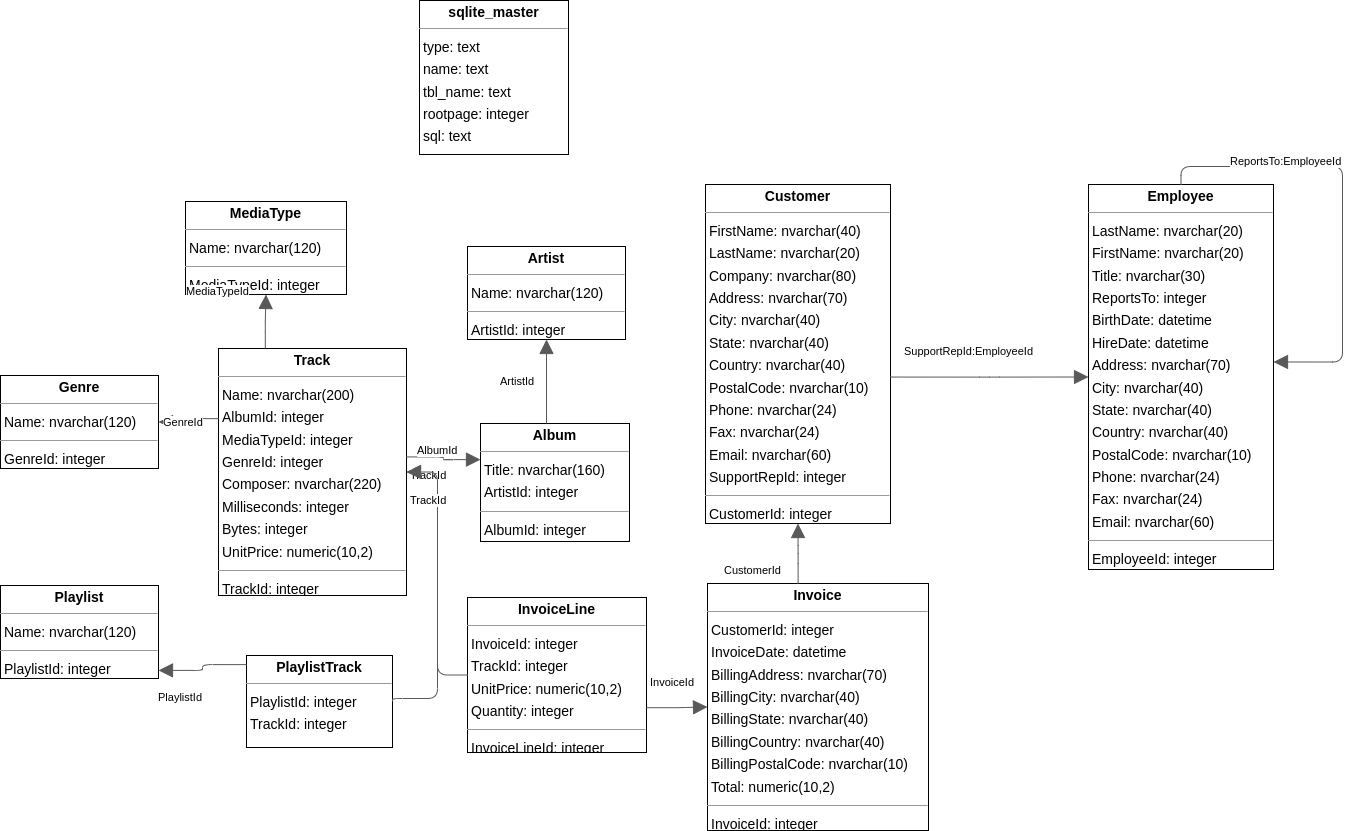 sqlite_master
type: text
name: text
tbl_name: text
rootpage: integer
sql: text
ReportsTo:EmployeeId
MediaType
Name: nvarchar(120)
MediaTypeId: integer
MediaTypeId
Artist
Name: nvarchar(120)
ArtistId: integer
ArtistId
Customer
FirstName: nvarchar(40)
LastName: nvarchar(20)
Company: nvarchar(80)
Address: nvarchar(70)
City: nvarchar(40)
State: nvarchar(40)
Country: nvarchar(40)
PostalCode: nvarchar(10)
Phone: nvarchar(24)
Fax: nvarchar(24)
Email: nvarchar(60)
SupportRepId: integer
CustomerId: integer
SupportRepId:EmployeeId
Employee
LastName: nvarchar(20)
FirstName: nvarchar(20)
Title: nvarchar(30)
ReportsTo: integer
BirthDate: datetime
HireDate: datetime
Address: nvarchar(70)
City: nvarchar(40)
State: nvarchar(40)
Country: nvarchar(40)
PostalCode: nvarchar(10)
Phone: nvarchar(24)
Fax: nvarchar(24)
Email: nvarchar(60)
EmployeeId: integer
Genre
Name: nvarchar(120)
GenreId: integer
GenreId
Track
Name: nvarchar(200)
AlbumId: integer
MediaTypeId: integer
GenreId: integer
Composer: nvarchar(220)
Milliseconds: integer
Bytes: integer
UnitPrice: numeric(10,2)
TrackId: integer
AlbumId
TrackId
TrackId
Album
Title: nvarchar(160)
ArtistId: integer
AlbumId: integer
CustomerId
Playlist
Name: nvarchar(120)
PlaylistId: integer
PlaylistId
PlaylistTrack
PlaylistId: integer
TrackId: integer
InvoiceLine
InvoiceId: integer
TrackId: integer
UnitPrice: numeric(10,2)
Quantity: integer
InvoiceLineId: integer
InvoiceId
Invoice
CustomerId: integer
InvoiceDate: datetime
BillingAddress: nvarchar(70)
BillingCity: nvarchar(40)
BillingState: nvarchar(40)
BillingCountry: nvarchar(40)
BillingPostalCode: nvarchar(10)
Total: numeric(10,2)
InvoiceId: integer